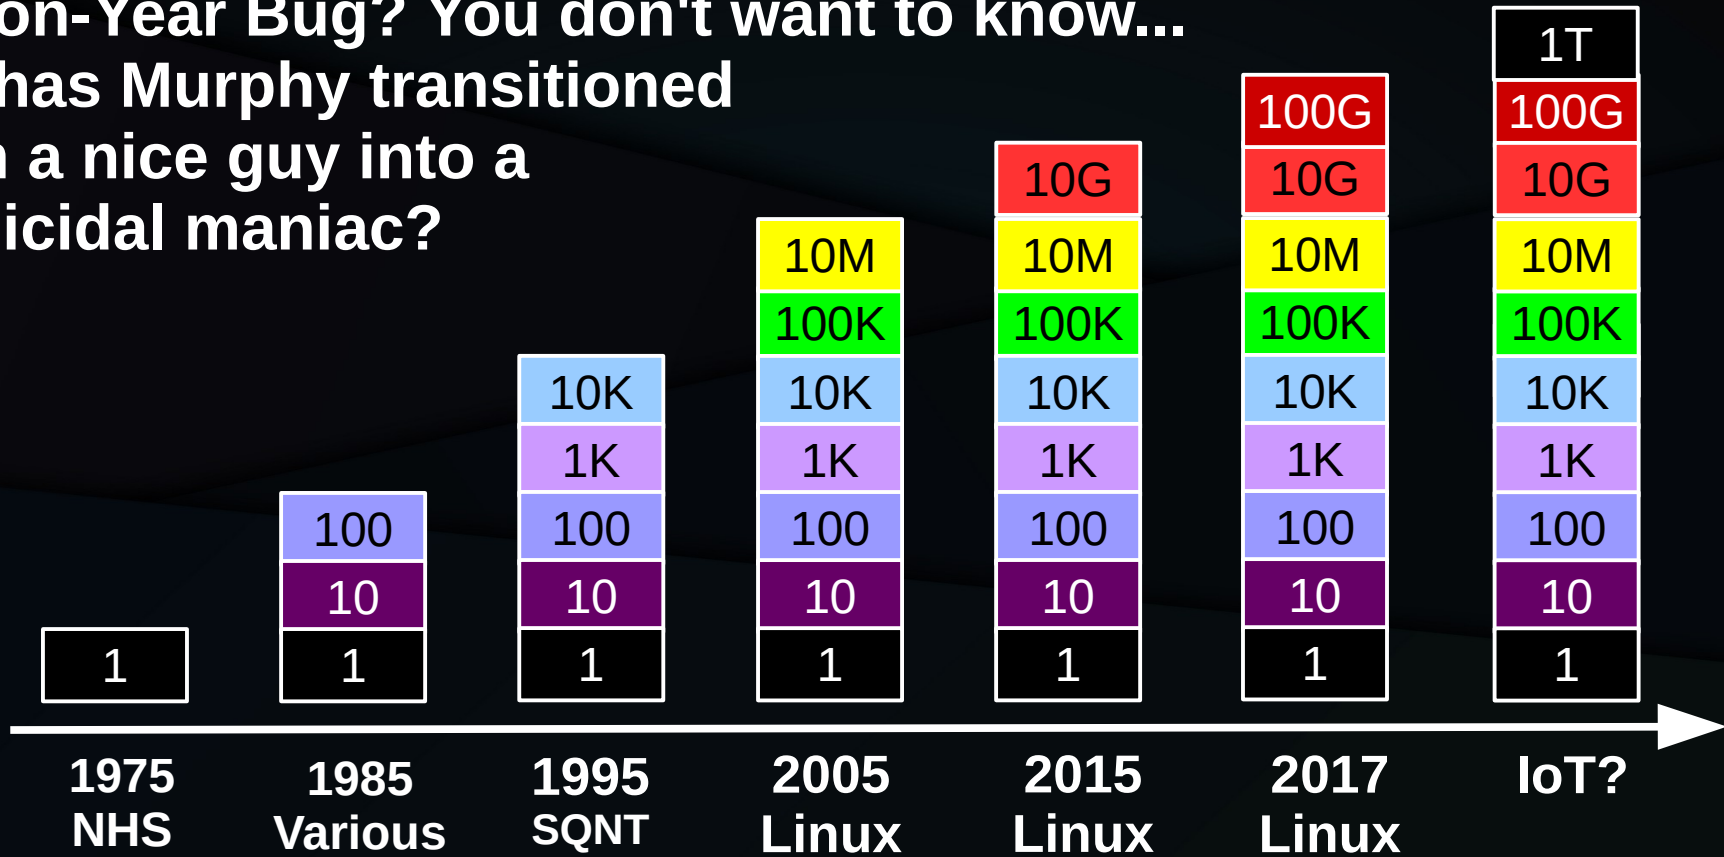 on-Year Bug? You don't want to know...
has Murphy transitioned
a nice guy into a
icidal maniac?
1T
100G 100G
10G 10G 10G
10M 10M 10M 10M
100K 100K 100K 100K
10K 10K 10K 10K 10K
1K 1K 1K 1K 1K
100 100 100 100 100 100
10 10 10 10 10 10
1 1 1 1 1 1 1
1975 1985 1995 2005 2015 2017 IoT?
NHS Various SQNT Linux Linux Linux